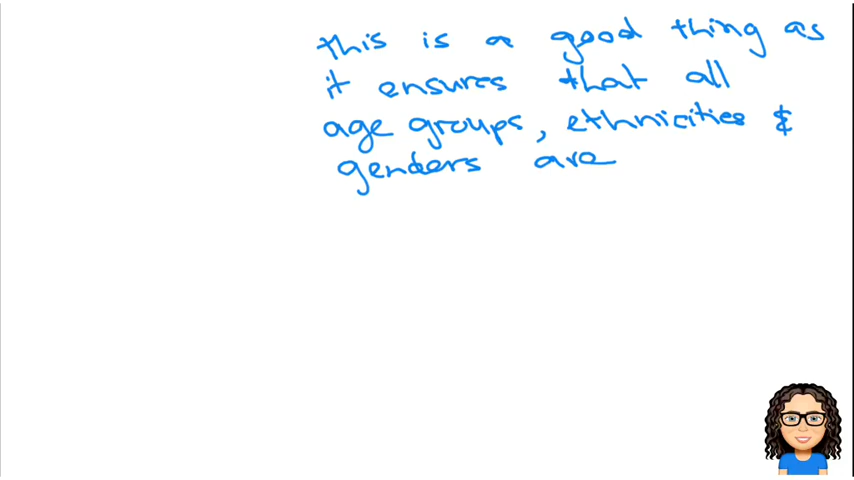 this is a good thing as
it ensures that all
age groups, ethnicities &
genders are